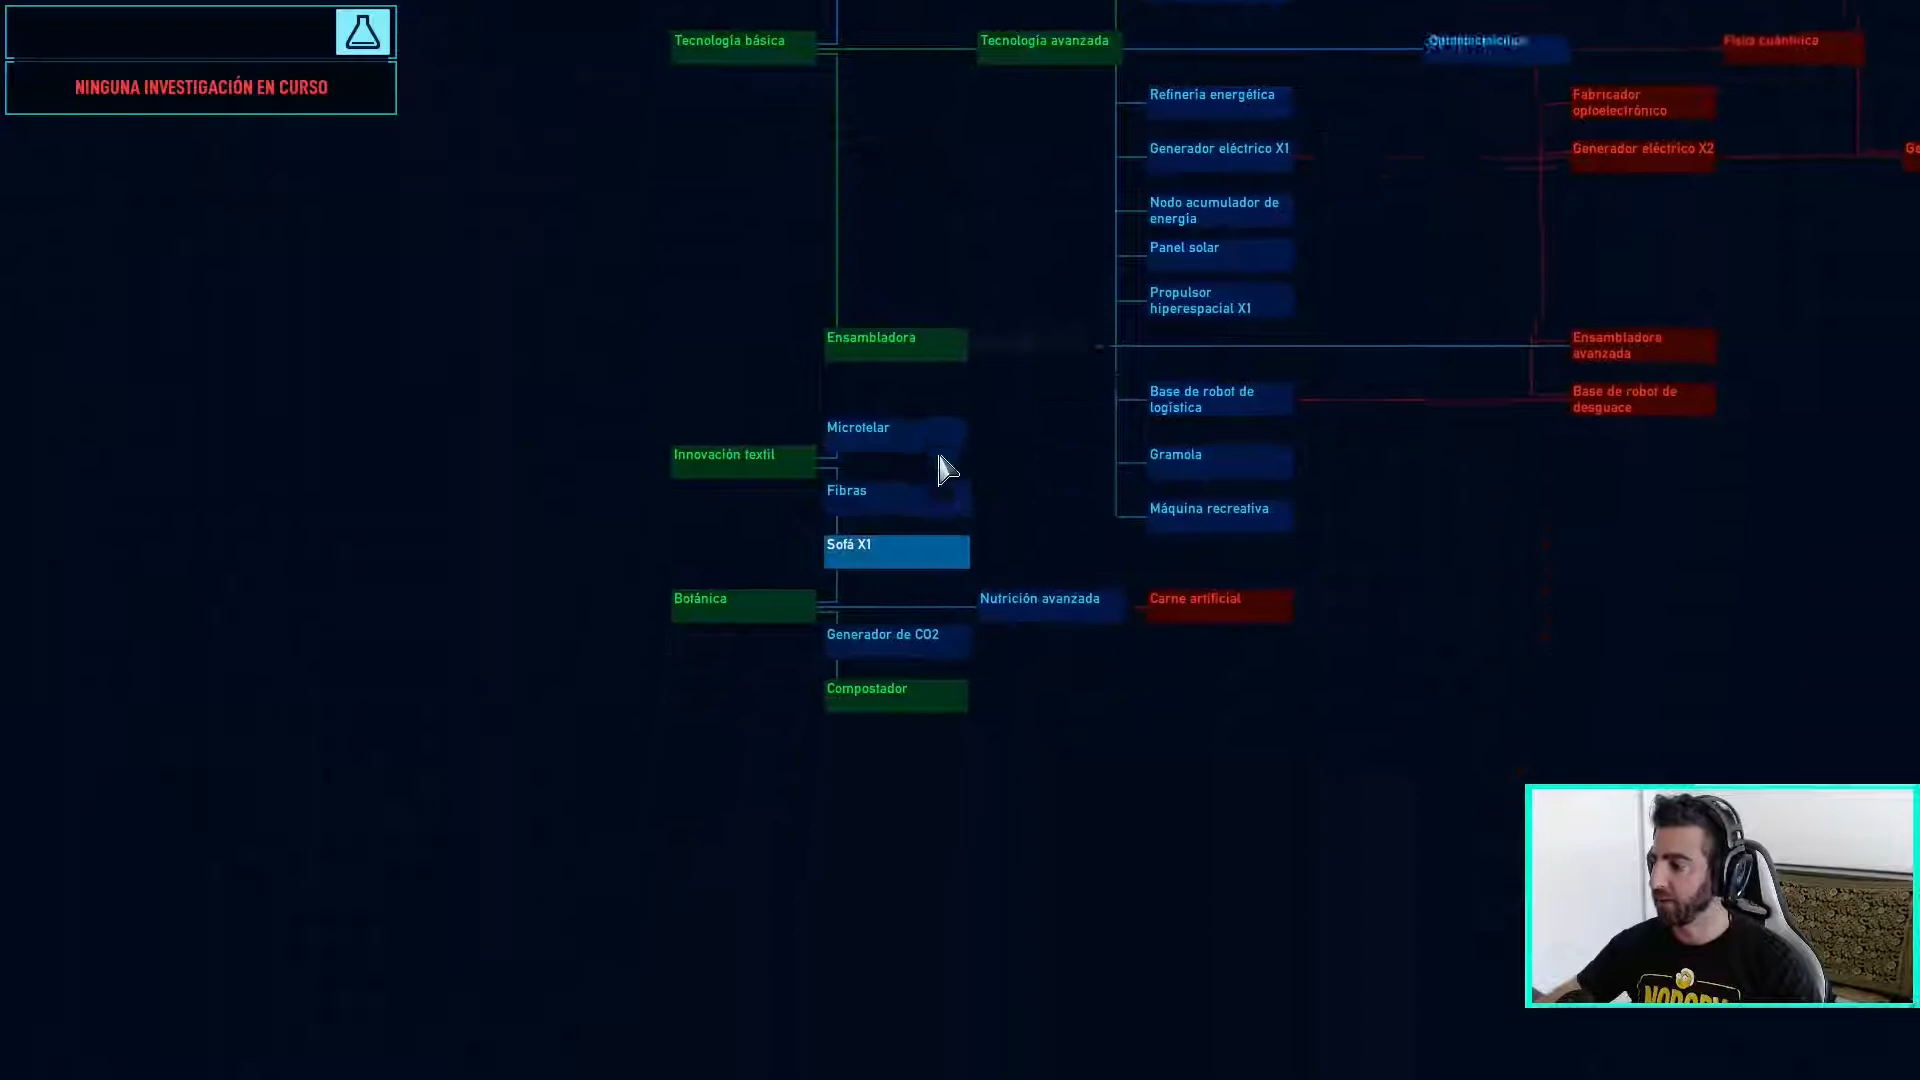 NINGUNA INVESTIGACIÓN EN CURSO
Tecnología básica
Tecnología avanzada
Física cuántica
Refinería energética
Fabricador
optoelectrónico
Generador eléctrico X1
Generador eléctrico X2
Ge
Nodo acumulador de
energía
Panel solar
Propulsor
hiperespacial X1
Ensambladora
Ensambladora
avanzada
Base de robot de
logística
Base de robot de
desguace
Microtelar
Innovación textil
Gramola
Fibras
Máquina recreativa
Sofá X1
Botánica
Nutrición avanzada
Carne artificial
Generador de CO2
Compostador